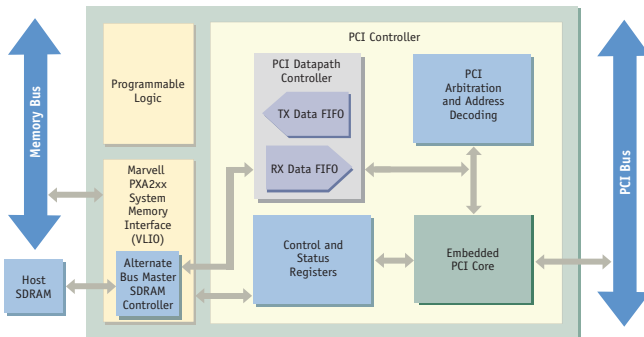 Memory Bus
Programmable
Logic
Marvell
PXA2xx
System
Memory
Interface
(VLIO)
Alternate
Bus Master
SDRAM
Controller
Host
SDRAM
PCI Controller
PCI Datapath
Controller
TX Data FIFO
RX Data FIFO
PCI
Arbitration
and Address
Decoding
Control and
Status
Registers
Embedded
PCI Core
PCI Bus